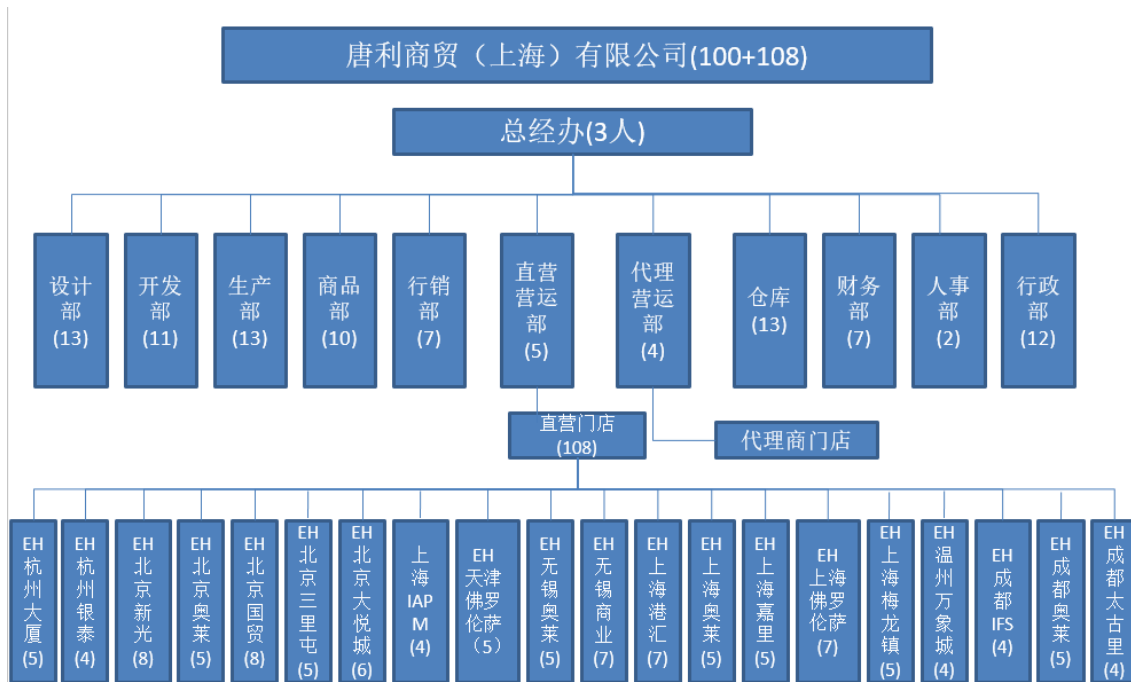 唐利商贸（上海）有限公司(100+108)
总经办(3人)
设计
部
(13)
开发
部
(11)
生产
部
(13)
商品
部
(10)
行销
部
(7)
直营
营运
部
(5)
代理
营运
部
(4)
仓库
(13)
财务
部
(7)
人事
部
(2)
行政
部
(12)
直营门店
(108)
代理商门店
EH
杭
州
大
厦
(5)
EH
杭
州
银
泰
(4)
EH
北
京
新
光
(8)
EH
北
京
奥
莱
(5)
EH
北
京
国
贸
(8)
EH
北
京
三
里
屯
(5)
EH
北
京
大
悦
城
(6)
上
海
IAP
M
(4)
EH
天津
佛罗
伦萨
（5）
EH
无
锡
奥
莱
(5)
EH
无
锡
商
业
(7)
EH
上
海
港
汇
(7)
EH
上
海
奥
莱
(5)
EH
上
海
嘉
里
(5)
EH
上海
佛罗
伦萨
(7)
EH
上
海
梅
龙
镇
(5)
EH
温
州
万
象
城
(4)
EH
成
都
IFS
(4)
EH
成
都
奥
莱
(5)
EH
成
都
太
古
里
(4)